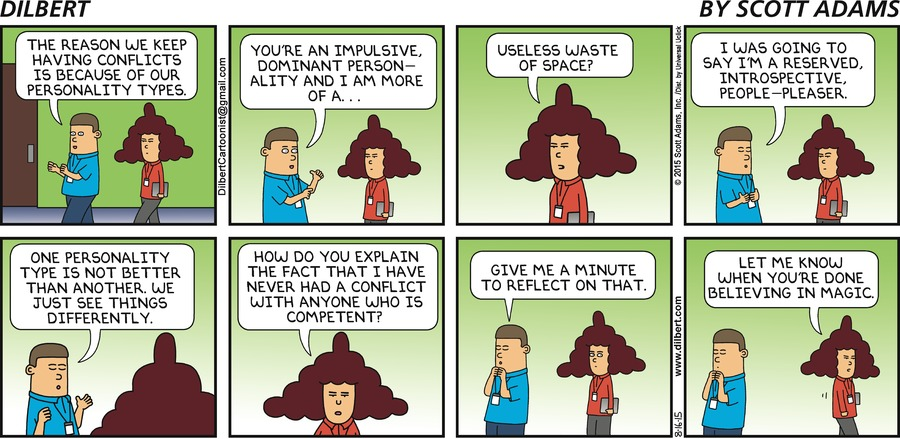 DILBERT
BY SCOTT ADAMS
THE REASON WE KEEP
HAVING CONFLICTS
IS BECAUSE OF OUR
PERSONALITY TYPES.
DilbertCartoonist@gmail.com
YOU'RE AN IMPULSIVE,
DOMINANT PERSON–
ALITY AND I AM MORE
OF A...
USELESS WASTE
OF SPACE?
© 2015 Scott Adams, Inc. /Dist. by Universal Uclick
I WAS GOING TO
SAY I'M A RESERVED,
INTROSPECTIVE,
PEOPLE–PLEASER.
ONE PERSONALITY
TYPE IS NOT BETTER
THAN ANOTHER. WE
JUST SEE THINGS
DIFFERENTLY.
HOW DO YOU EXPLAIN
THE FACT THAT I HAVE
NEVER HAD A CONFLICT
WITH ANYONE WHO IS
COMPETENT?
GIVE ME A MINUTE
TO REFLECT ON THAT.
8-16-15 www.dilbert.com
LET ME KNOW
WHEN YOU'RE DONE
BELIEVING IN MAGIC.